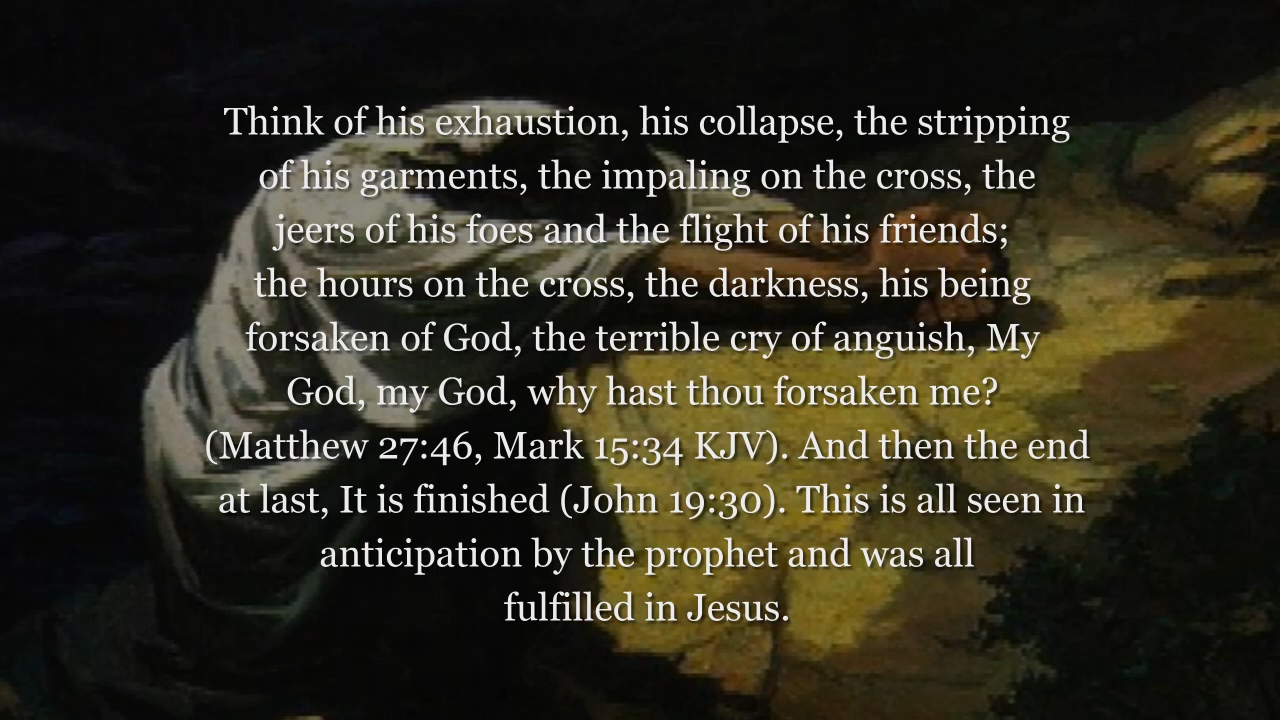 Think of his exhaustion, his collapse, the stripping
of his garments, the impaling on the cross, the
jeers of his foes and the flight of his friends;
the hours on the cross, the darkness, his being
forsaken of God, the terrible cry of anguish, My
God, my God, why hast thou forsaken me?
(Matthew 27:46, Mark 15:34 KJV). And then the end
at last, It is finished (John 19:30). This is all seen in
anticipation by the prophet and was all
fulfilled in Jesus.